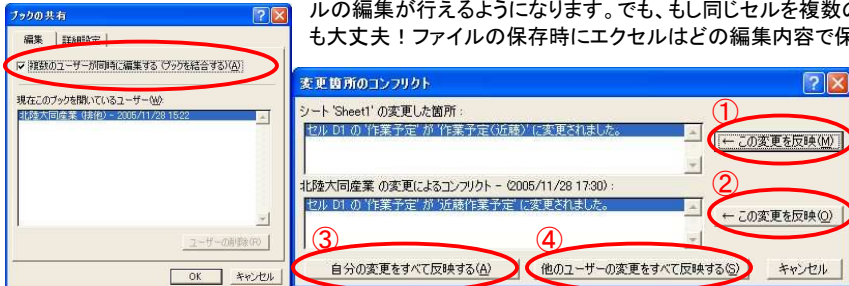 ルの編集が行えるようになります。でも、もし同じセルを複数の
も大丈夫！ファイルの保存時にエクセルはどの編集内容で保
ブックの共有
編集 詳細設定
複数のユーザーが同時に編集する (ブックを結合する)(A)
現在このブックを開いているユーザー(W):
北陸大同産業 (排他) - 2005/11/28 15:22
ユーザーの削除(R)
OK キャンセル
変更箇所のコンフリクト
シート 'Sheet1' の変更した箇所 :
セル D1 の '作業予定' が '作業予定(近藤)' に変更されました。
①
← この変更を反映(M)
北陸大同産業 の変更によるコンフリクト - (2005/11/28 17:30) :
セル D1 の '作業予定' が '近藤作業予定' に変更されました。
②
← この変更を反映(O)
③ ④
自分の変更をすべて反映する(A) 他のユーザーの変更をすべて反映する(S) キャンセル